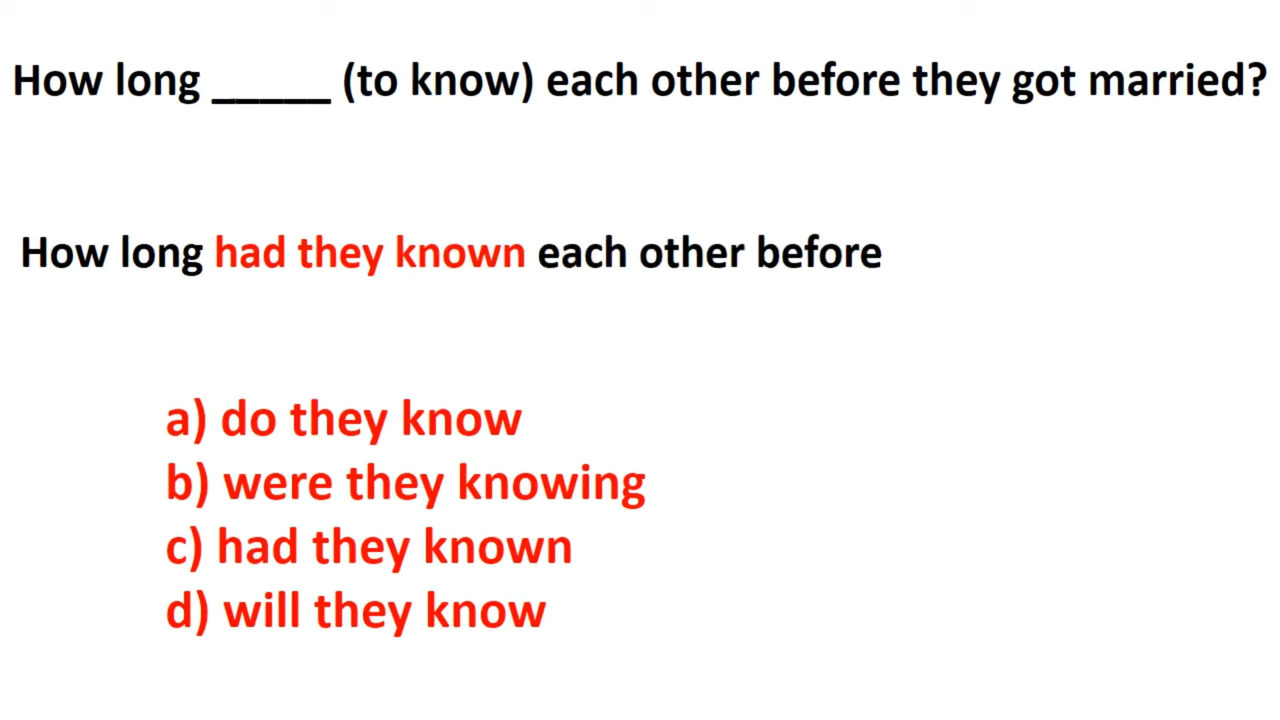 How long _____ (to know) each other before they got married?
How long had they known each other before
a) do they know
b) were they knowing
c) had they known
d) will they know